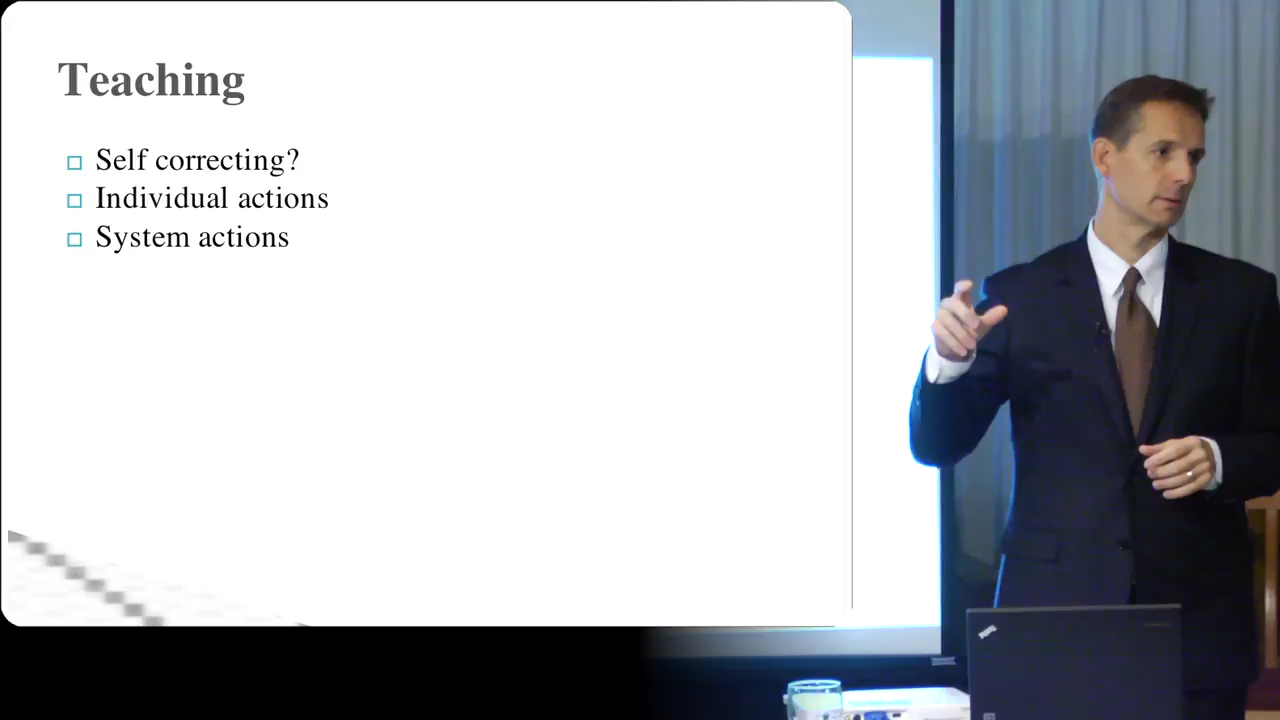 Teaching
Self correcting?
Individual actions
System actions